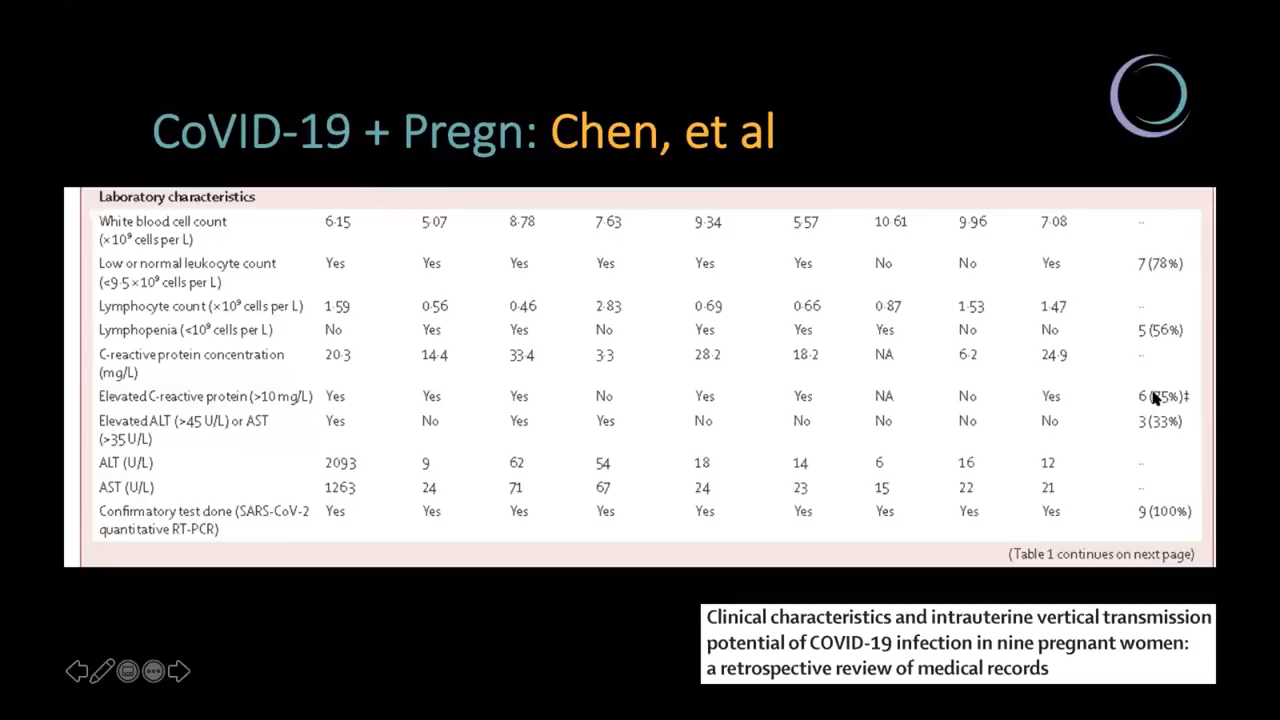 CoVID-19 + Pregn: Chen, et al
Laboratory characteristics
White blood cell count 6·15 5·07 8·78 7·63 9·34 5·57 10·61 9·96 7·08 ··
(×10⁹ cells per L)
Low or normal leukocyte count Yes Yes Yes Yes Yes Yes No No Yes 7 (78%)
(<9·5 ×10⁹ cells per L)
Lymphocyte count (×10⁹ cells per L) 1·59 0·56 0·46 2·83 0·69 0·66 0·87 1·53 1·47 ··
Lymphopenia (<10⁹ cells per L) No Yes Yes No Yes Yes Yes No No 5 (56%)
C-reactive protein concentration 20·3 14·4 33·4 3·3 28·2 18·2 NA 6·2 24·9 ··
(mg/L)
Elevated C-reactive protein (>10 mg/L) Yes Yes Yes No Yes Yes NA No Yes 6 (75%)‡
Elevated ALT (>45 U/L) or AST Yes No Yes Yes No No No No No 3 (33%)
(>35 U/L)
ALT (U/L) 2093 9 62 54 18 14 6 16 12 ··
AST (U/L) 1263 24 71 67 24 23 15 22 21 ··
Confirmatory test done (SARS-CoV-2 Yes Yes Yes Yes Yes Yes Yes Yes Yes 9 (100%)
quantitative RT-PCR)
(Table 1 continues on next page)
Clinical characteristics and intrauterine vertical transmission
potential of COVID-19 infection in nine pregnant women:
a retrospective review of medical records